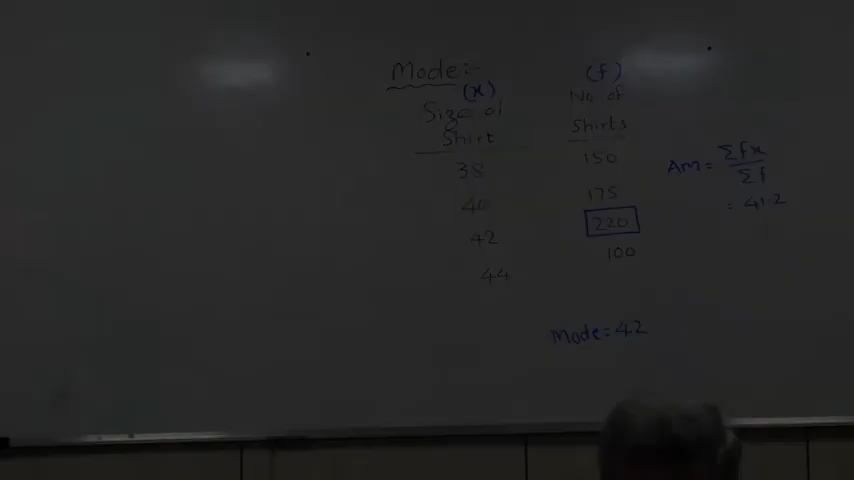 Mode:-
(x) (f)
Size of No. of
Shirt Shirts
38 150
40 175
42 220
44 100
AM = Σfx / Σf
= 41.2
Mode = 42